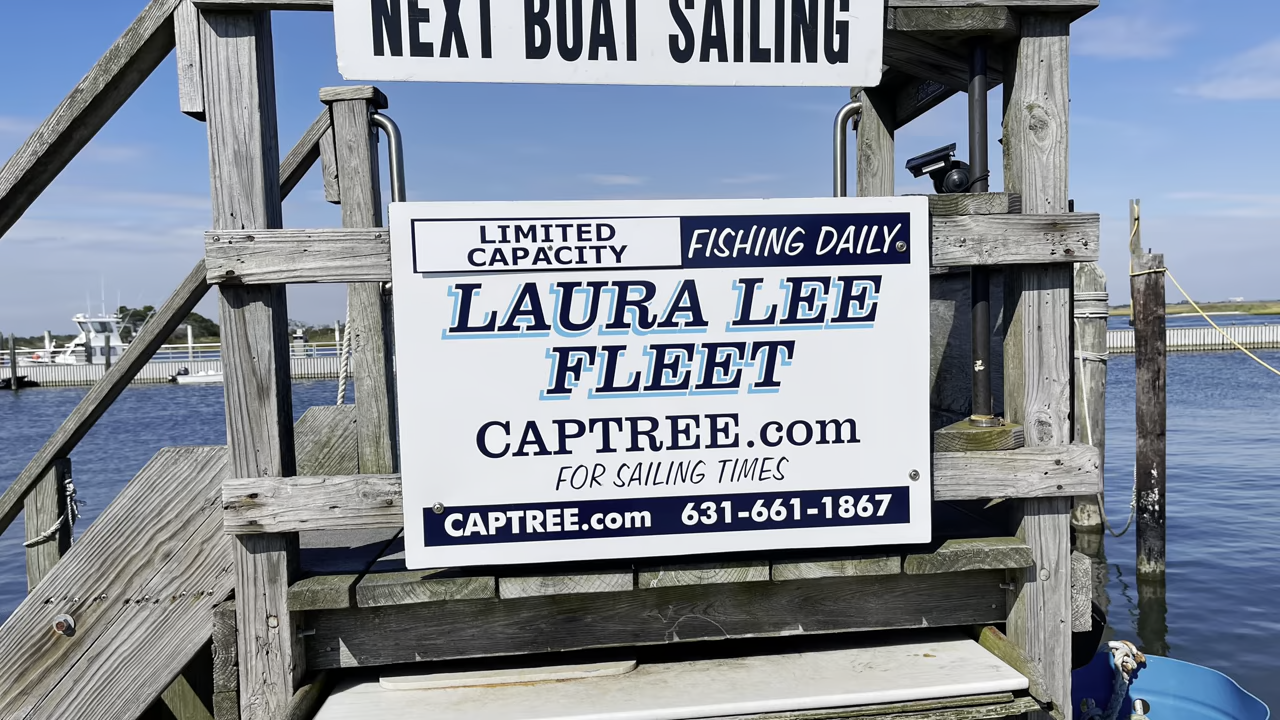 NEXT BOAT SAILING
LIMITED
CAPACITY
FISHING DAILY
LAURA LEE
FLEET
CAPTREE.com
FOR SAILING TIMES
CAPTREE.com 631-661-1867